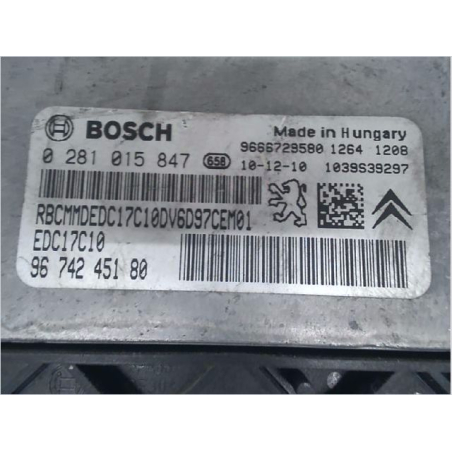 BOSCH
Made in Hungary
9666729580 1264 1208
0 281 015 847 658 10-12-10 1039S39297
RBCMMDEDC17C10DV6D97CEM01
EDC17C10
96 742 451 80